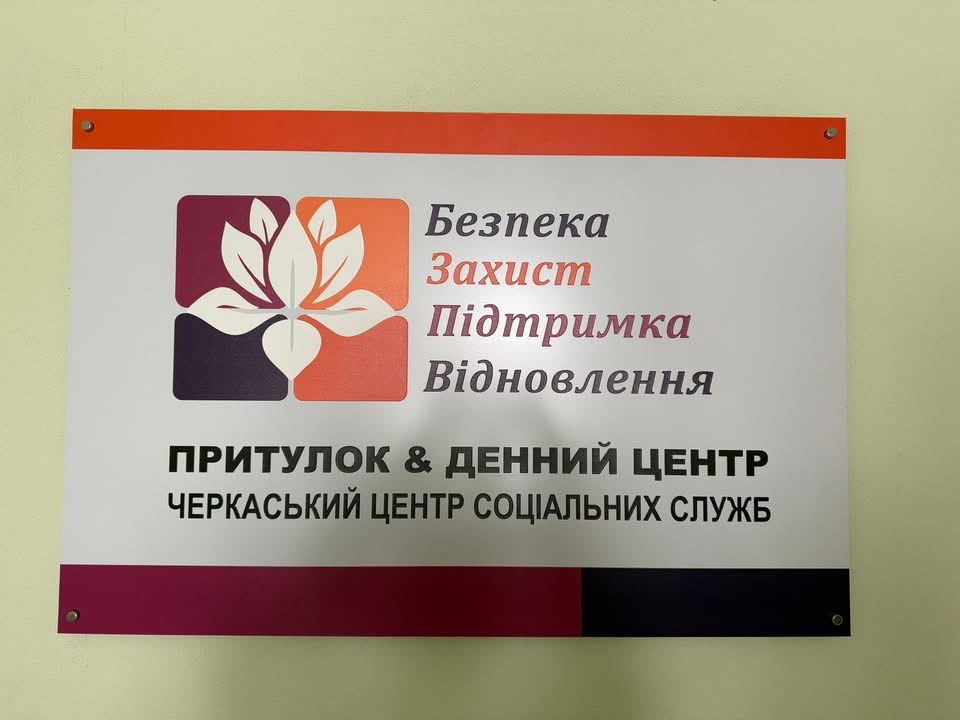 Безпека
Захист
Підтримка
Відновлення
ПРИТУЛОК & ДЕННИЙ ЦЕНТР
ЧЕРКАСЬКИЙ ЦЕНТР СОЦІАЛЬНИХ СЛУЖБ